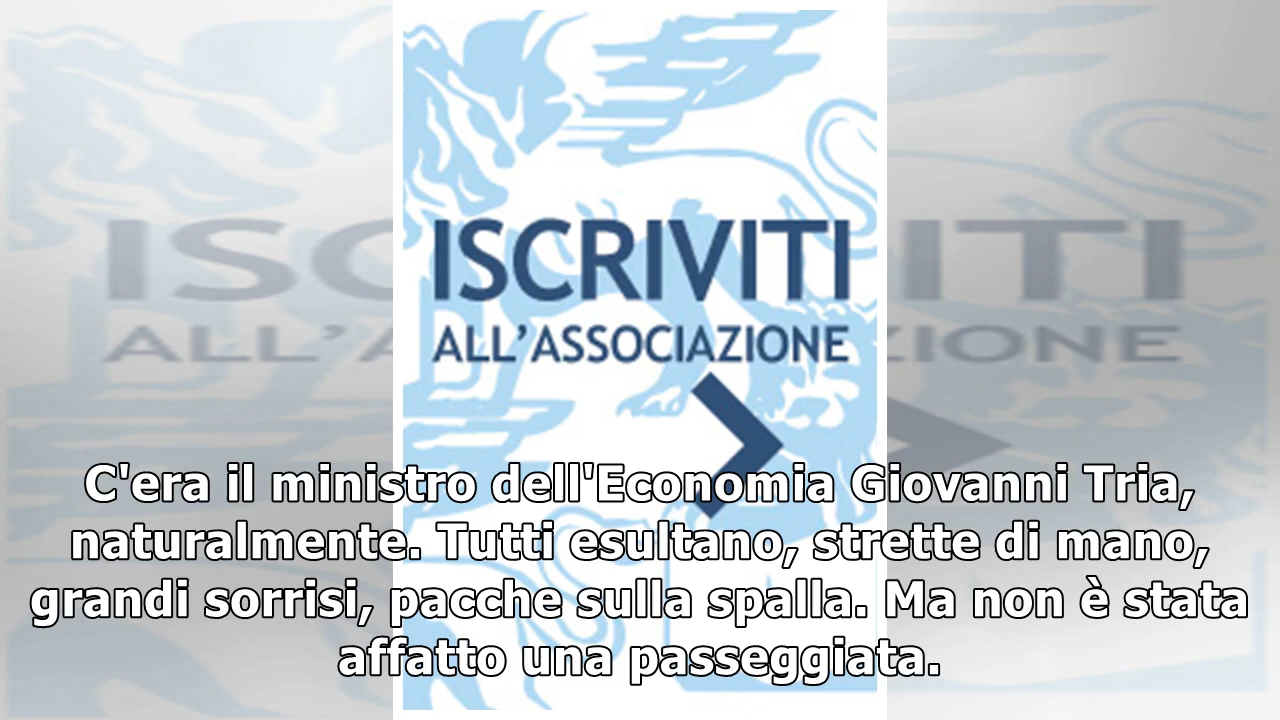 ISCRIVITI
ALL'ASSOCIAZIONE
C'era il ministro dell'Economia Giovanni Tria,
naturalmente. Tutti esultano, strette di mano,
grandi sorrisi, pacche sulla spalla. Ma non è stata
affatto una passeggiata.